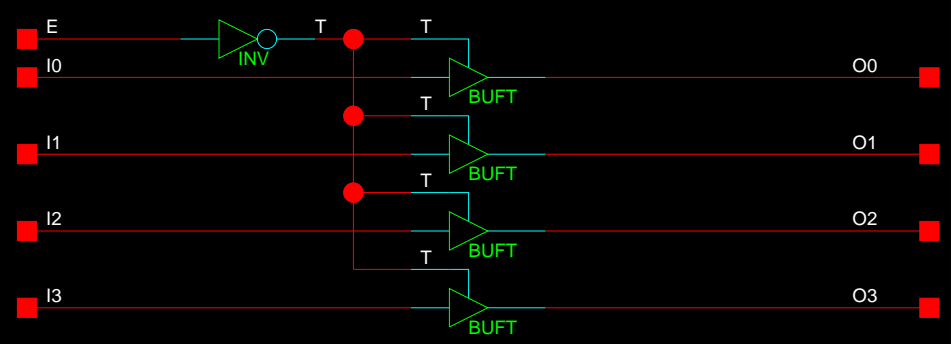 E T T
INV
I0 O0
BUFT
T
I1 O1
BUFT
T
I2 O2
BUFT
T
I3 O3
BUFT